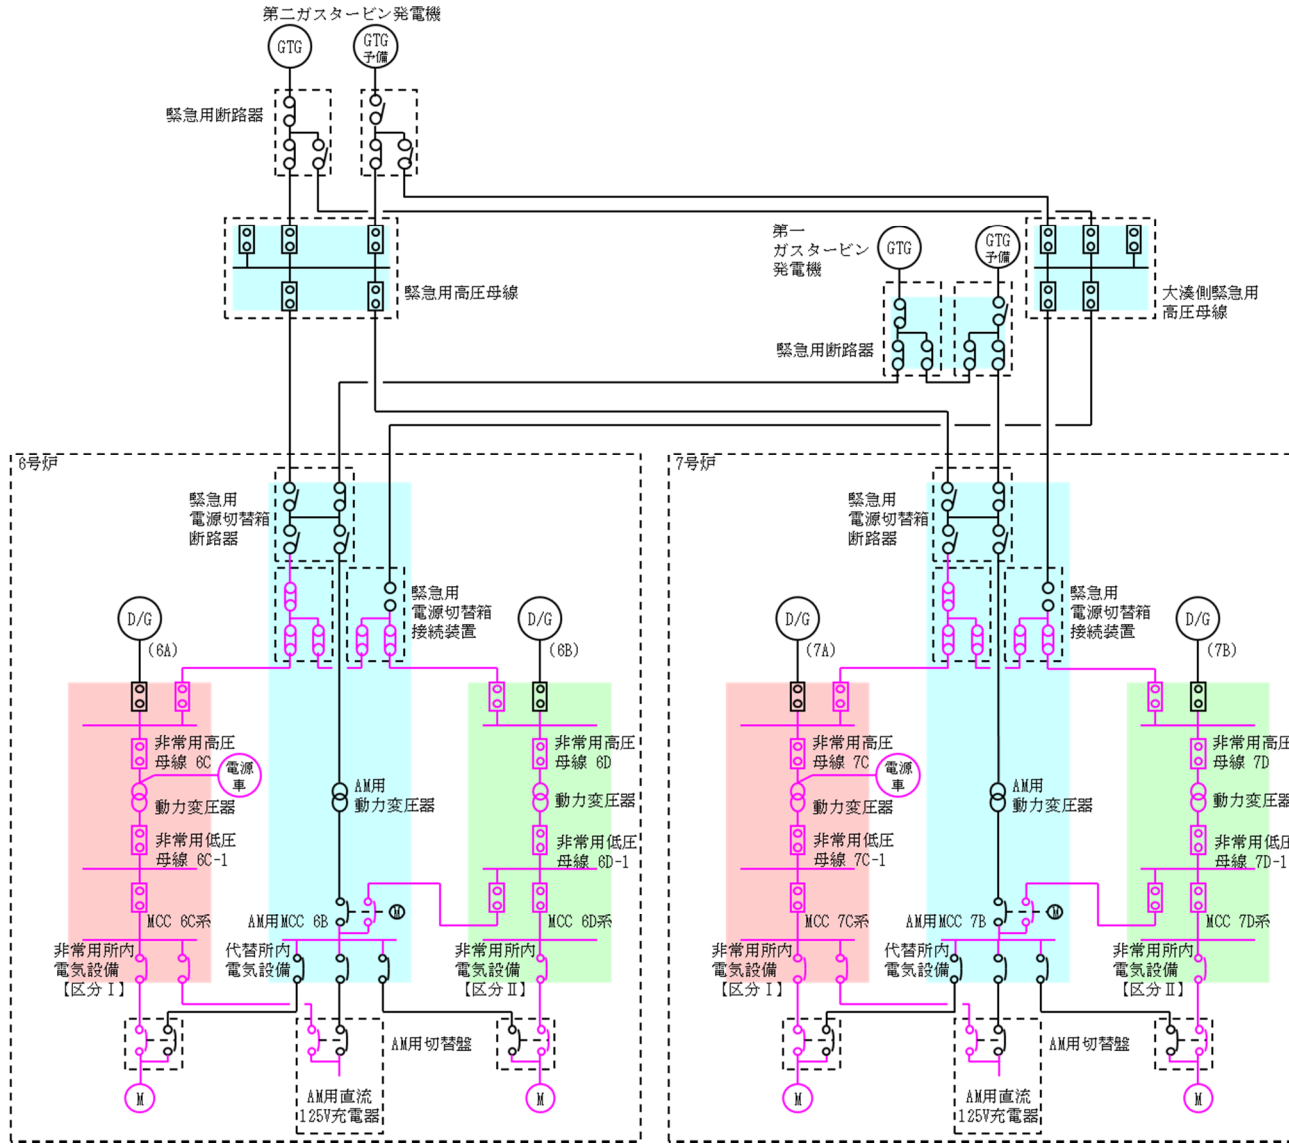 第二ガスタービン発電機
GTG
GTG
予備
緊急用断路器
第一
ガスタービン
発電機
GTG
GTG
予備
緊急用高圧母線
大湊側緊急用
高圧母線
緊急用断路器
6号炉
緊急用
電源切替箱
断路器
緊急用
電源切替箱
接続装置
D/G
(6A)
D/G
(6B)
非常用高圧
母線 6C
電源
車
動力変圧器
非常用低圧
母線 6C-1
MCC 6C系
AM用
動力変圧器
非常用高圧
母線 6D
動力変圧器
非常用低圧
母線 6D-1
MCC 6D系
AM用MCC 6B
M
非常用所内
電気設備
【区分Ⅰ】
代替所内
電気設備
非常用所内
電気設備
【区分Ⅱ】
AM用切替盤
M
AM用直流
125V充電器
M
7号炉
緊急用
電源切替箱
断路器
緊急用
電源切替箱
接続装置
D/G
(7A)
D/G
(7B)
非常用高圧
母線 7C
電源
車
動力変圧器
非常用低圧
母線 7C-1
MCC 7C系
AM用
動力変圧器
非常用高圧
母線 7D
動力変圧器
非常用低圧
母線 7D-1
MCC 7D系
AM用MCC 7B
M
非常用所内
電気設備
【区分Ⅰ】
代替所内
電気設備
非常用所内
電気設備
【区分Ⅱ】
AM用切替盤
M
AM用直流
125V充電器
M